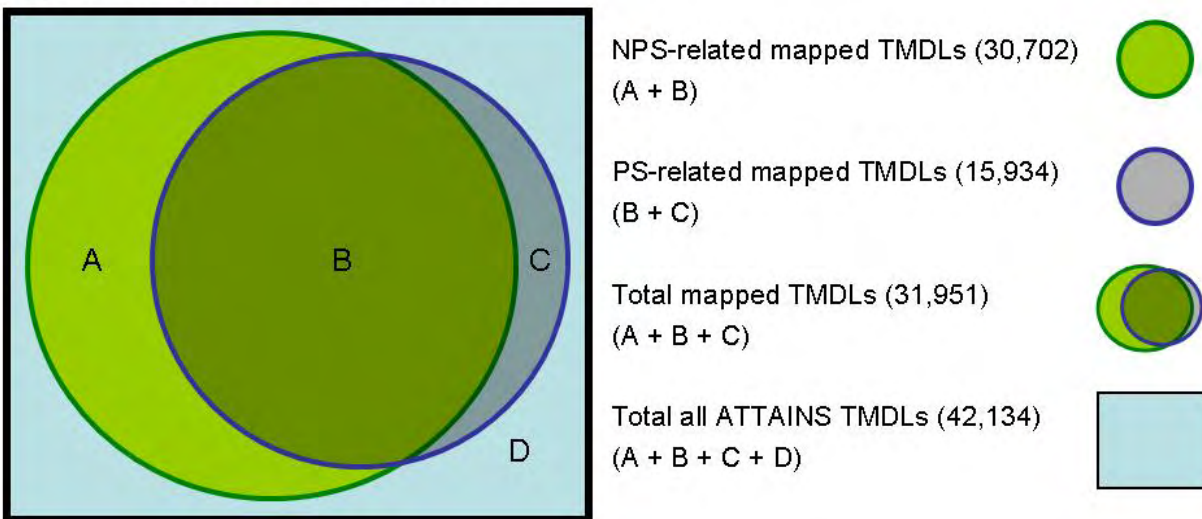 A
B
C
D
NPS-related mapped TMDLs (30,702)
(A + B)
PS-related mapped TMDLs (15,934)
(B + C)
Total mapped TMDLs (31,951)
(A + B + C)
Total all ATTAINS TMDLs (42,134)
(A + B + C + D)